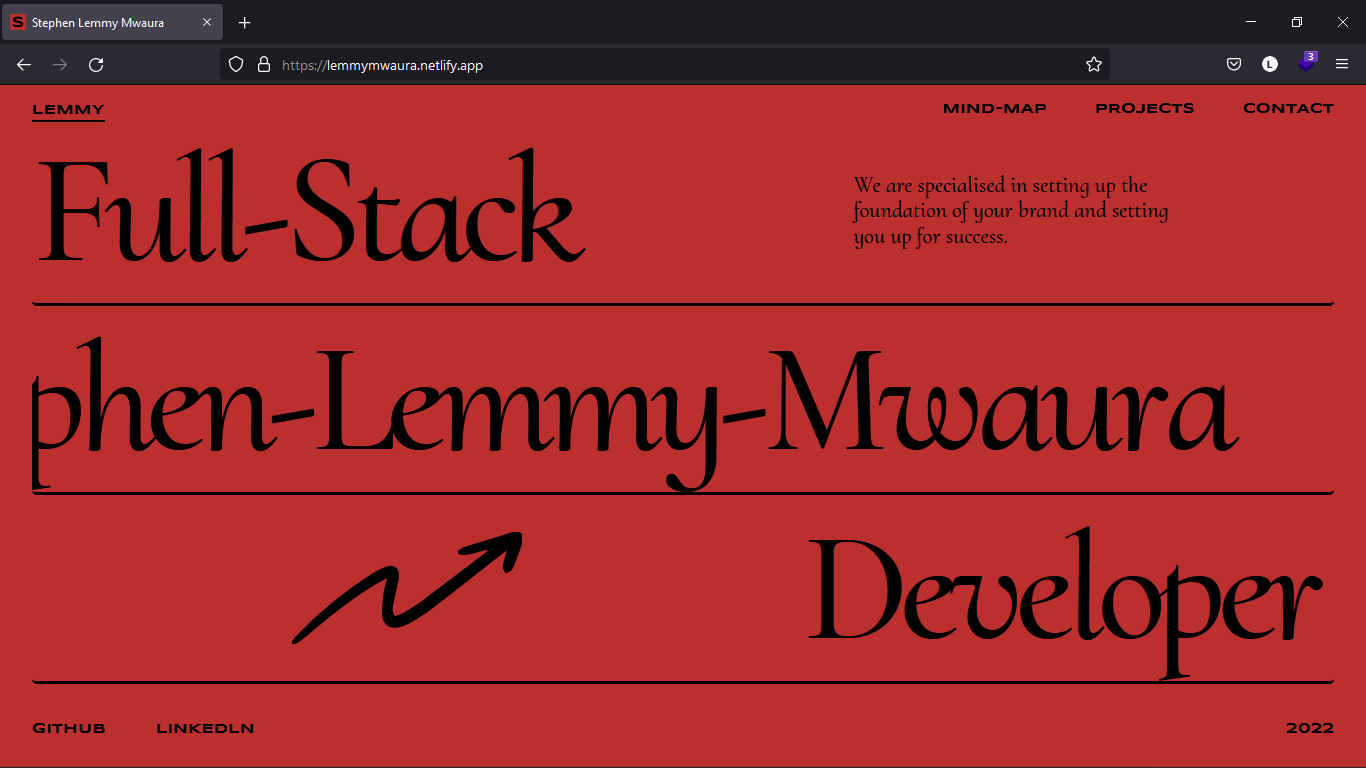 S Stephen Lemmy Mwaura
https://lemmymwaura.netlify.app
L
3
LEMMY
MIND-MAP PROJECTS CONTACT
Full-Stack
We are specialised in setting up the
foundation of your brand and setting
you up for success.
phen-Lemmy-Mwaura
Developer
GITHUB LINKEDLN
2022